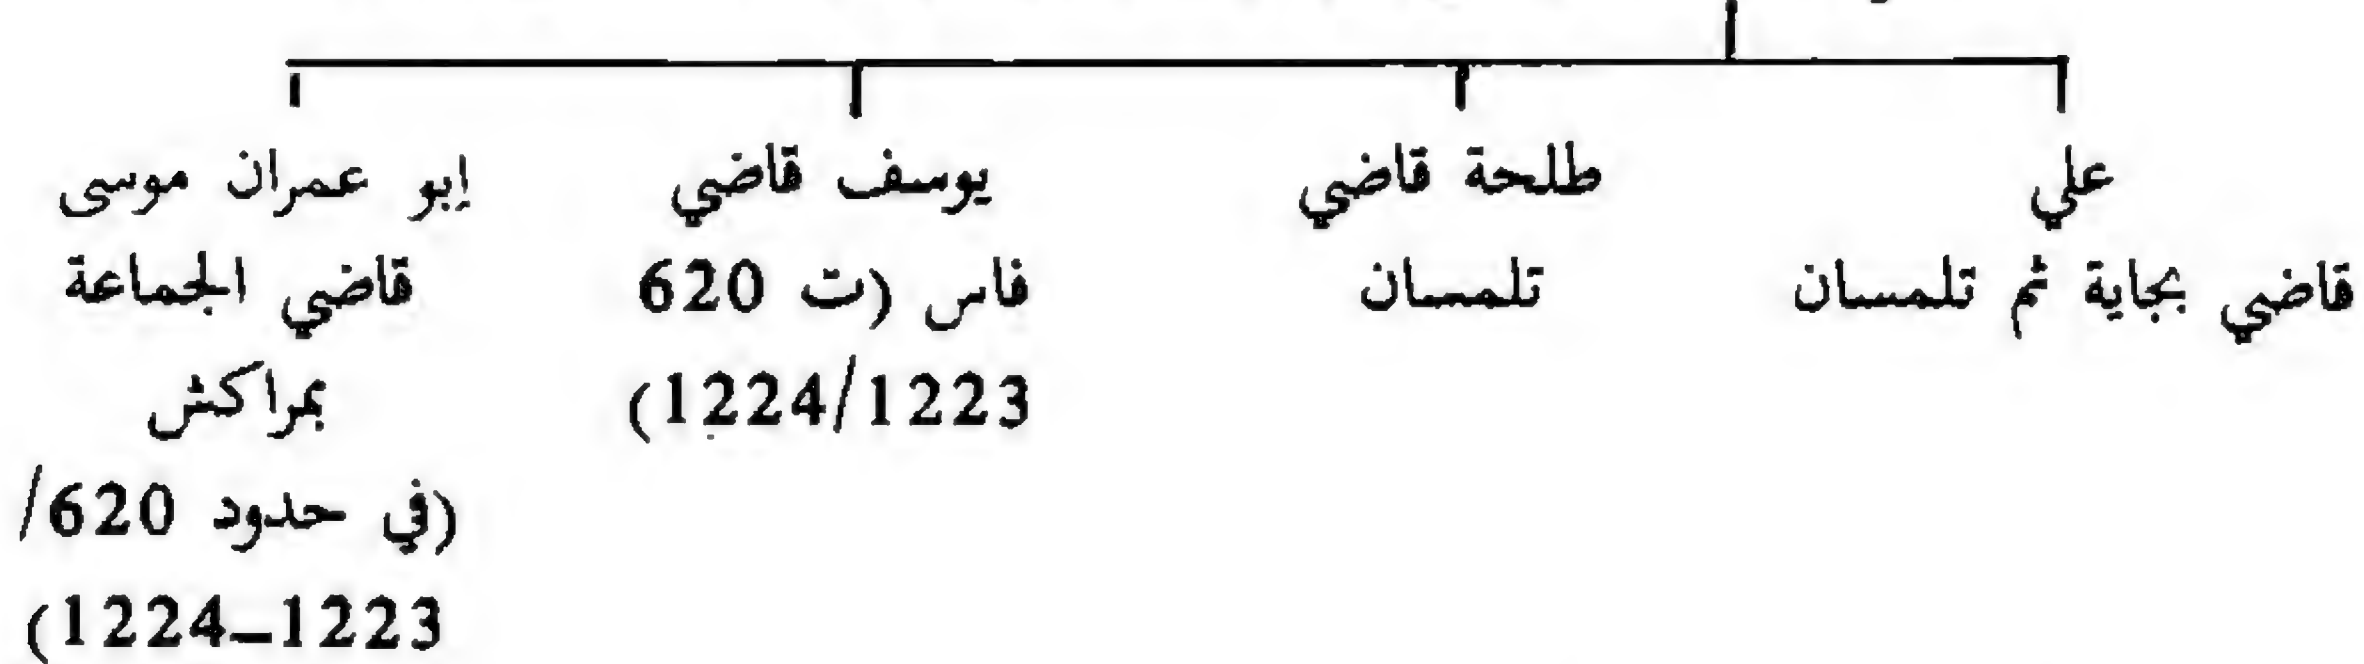 علي
قاضي بجاية ثم تلمسان
طلحة قاضي
تلمسان
يوسف قاضي
فاس (ت 620
1224/1223)
إبو عمران موسى
قاضي الجماعة
بمراكش
(في حدود 620/
1224–1223)